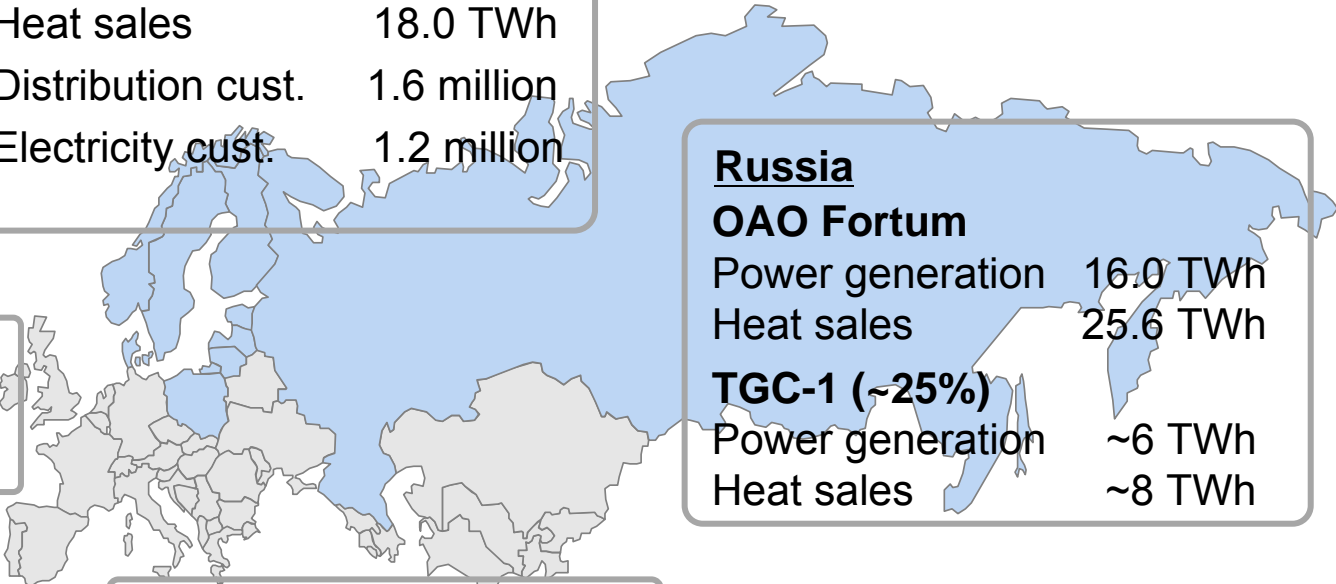 Heat sales 18.0 TWh
Distribution cust. 1.6 million
Electricity cust. 1.2 million
Russia
OAO Fortum
Power generation 16.0 TWh
Heat sales 25.6 TWh
TGC-1 (~25%)
Power generation ~6 TWh
Heat sales ~8 TWh